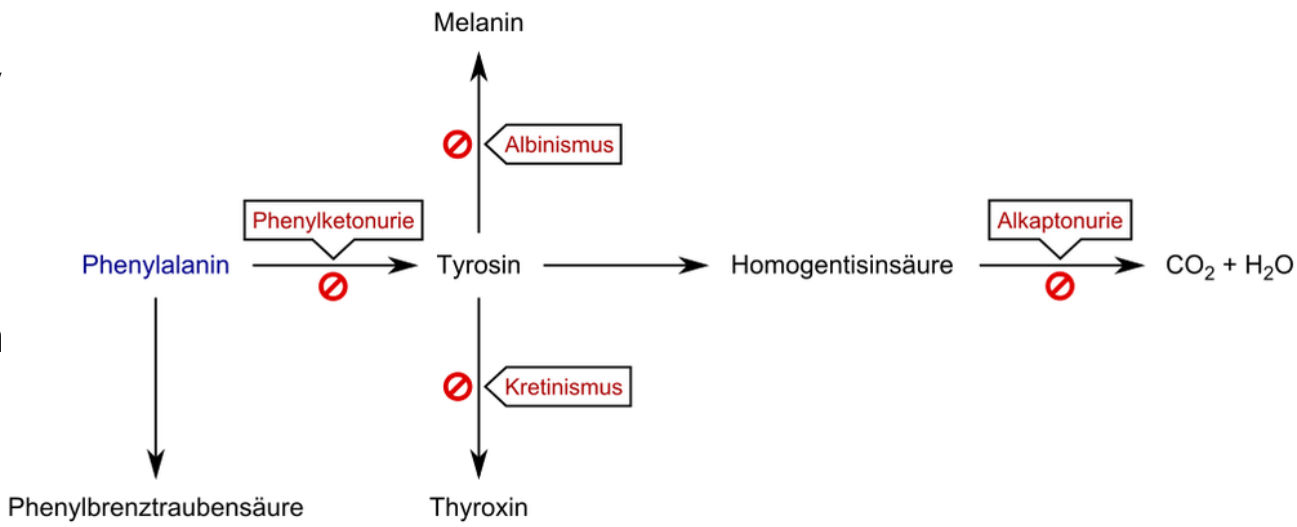 Melanin
Albinismus
Phenylketonurie
Alkaptonurie
Phenylalanin
Tyrosin
Homogentisinsäure
CO₂ + H₂O
Kretinismus
Phenylbrenztraubensäure
Thyroxin